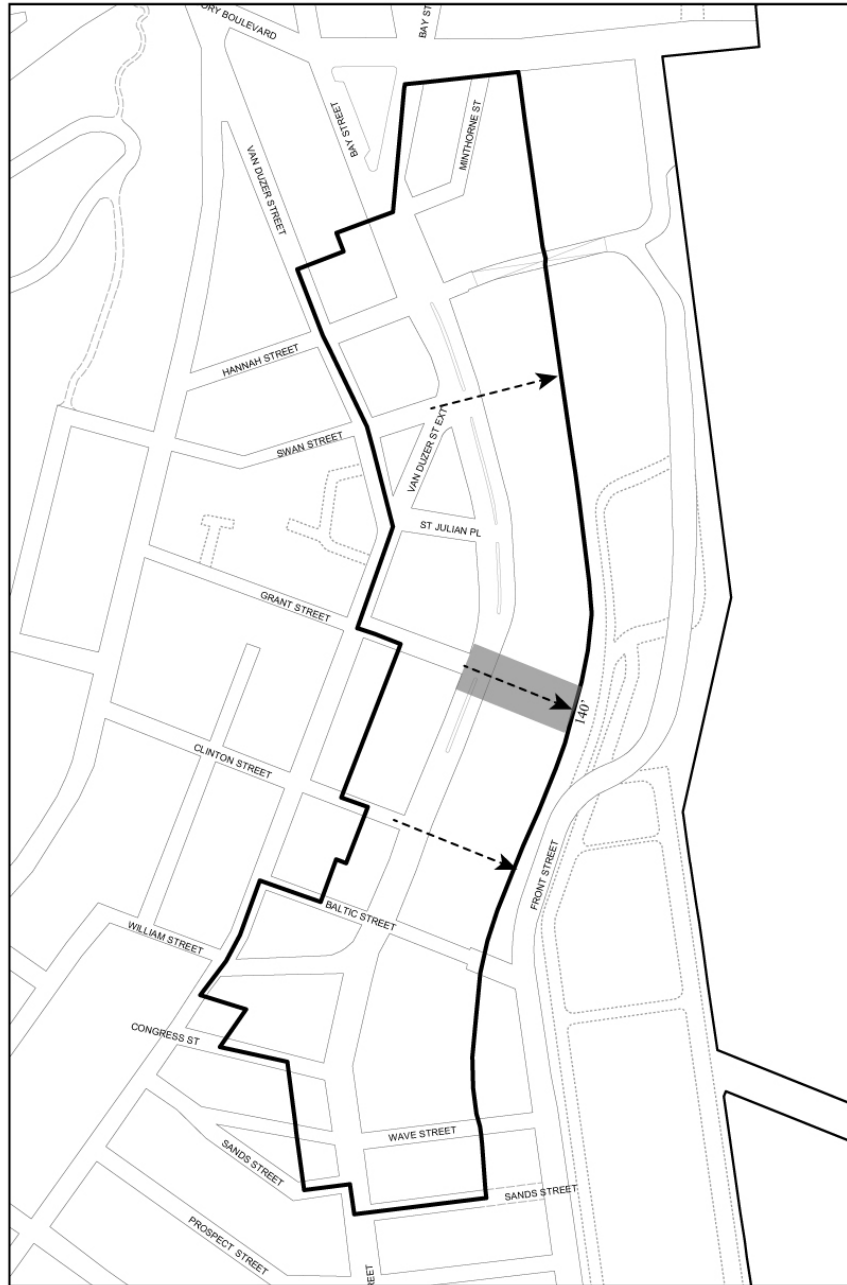 ORY BOULEVARD
BAY ST
BAY STREET
MINTHORNE ST
VAN DUZER STREET
HANNAH STREET
SWAN STREET
VAN DUZER ST EXT
ST JULIAN PL
GRANT STREET
140'
CLINTON STREET
FRONT STREET
BALTIC STREET
WILLIAM STREET
CONGRESS ST
WAVE STREET
SANDS STREET
SANDS STREET
PROSPECT STREET
TREET